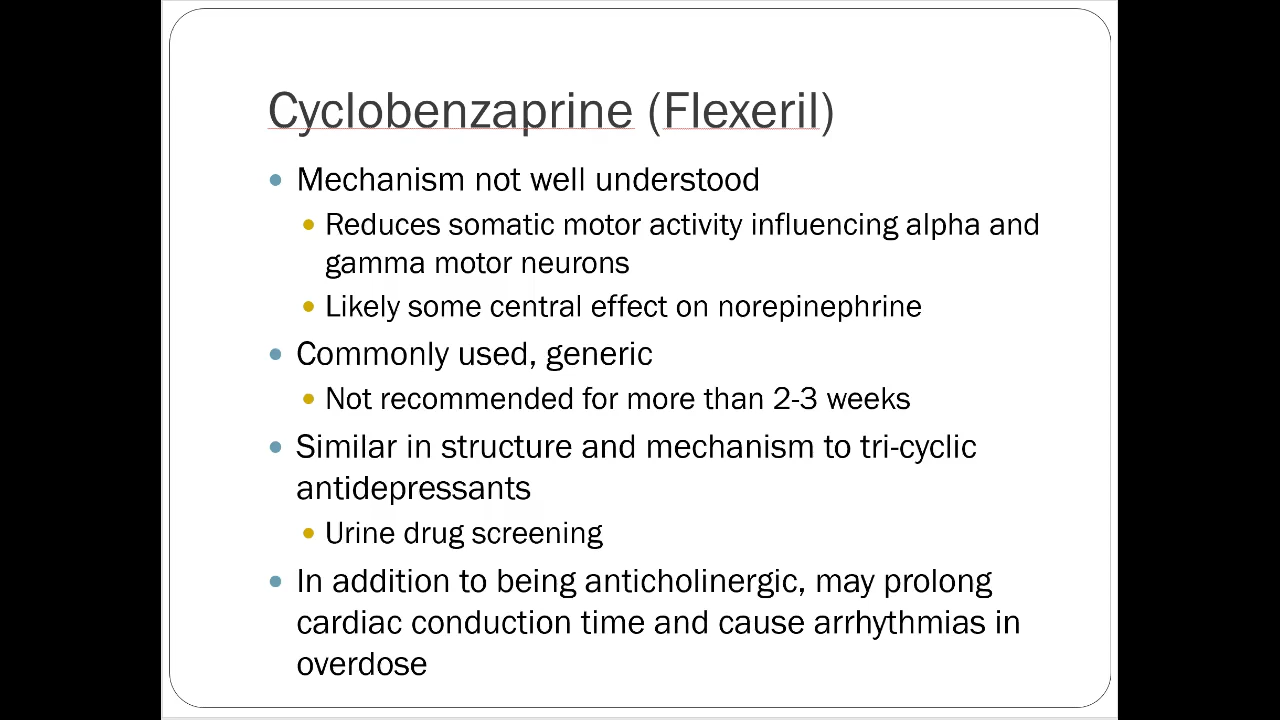 Cyclobenzaprine (Flexeril)
Mechanism not well understood
Reduces somatic motor activity influencing alpha and
gamma motor neurons
Likely some central effect on norepinephrine
Commonly used, generic
Not recommended for more than 2-3 weeks
Similar in structure and mechanism to tri-cyclic
antidepressants
Urine drug screening
In addition to being anticholinergic, may prolong
cardiac conduction time and cause arrhythmias in
overdose